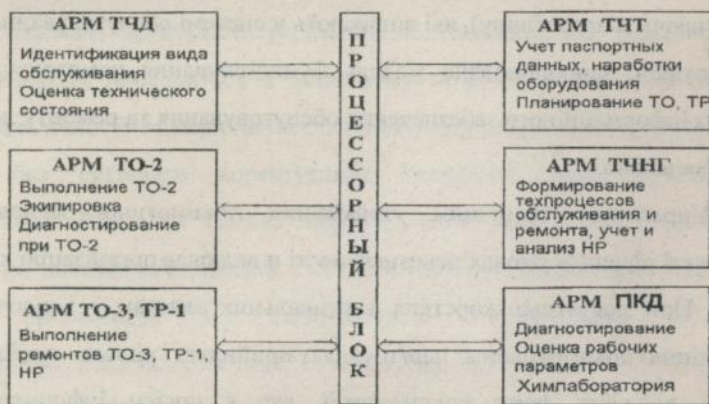 АРМ ТЧД
Идентификация вида
обслуживания
Оценка технического
состояния
АРМ ТО-2
Выполнение ТО-2
Экипировка
Диагностирование
при ТО-2
АРМ ТО-3, ТР-1
Выполнение
ремонтов ТО-3, ТР-1,
НР
ПРОЦЕССОРНЫЙ БЛОК
АРМ ТЧТ
Учет паспортных
данных, наработки
оборудования
Планирование ТО, ТР
АРМ ТЧНГ
Формирование
техпроцессов
обслуживания и
ремонта, учет и
анализ НР
АРМ ПКД
Диагностирование
Оценка рабочих
параметров
Химлаборатория